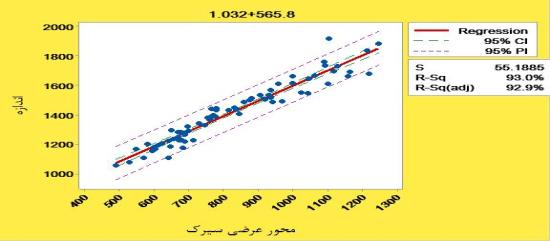 1.032+565.8
Regression
95% CI
95% PI
S 55.1885
R-Sq 93.0%
R-Sq(adj) 92.9%
اندازه
2000
1800
1600
1400
1200
1000
400 500 600 700 800 900 1000 1100 1200 1300
محور عرضی سیرک